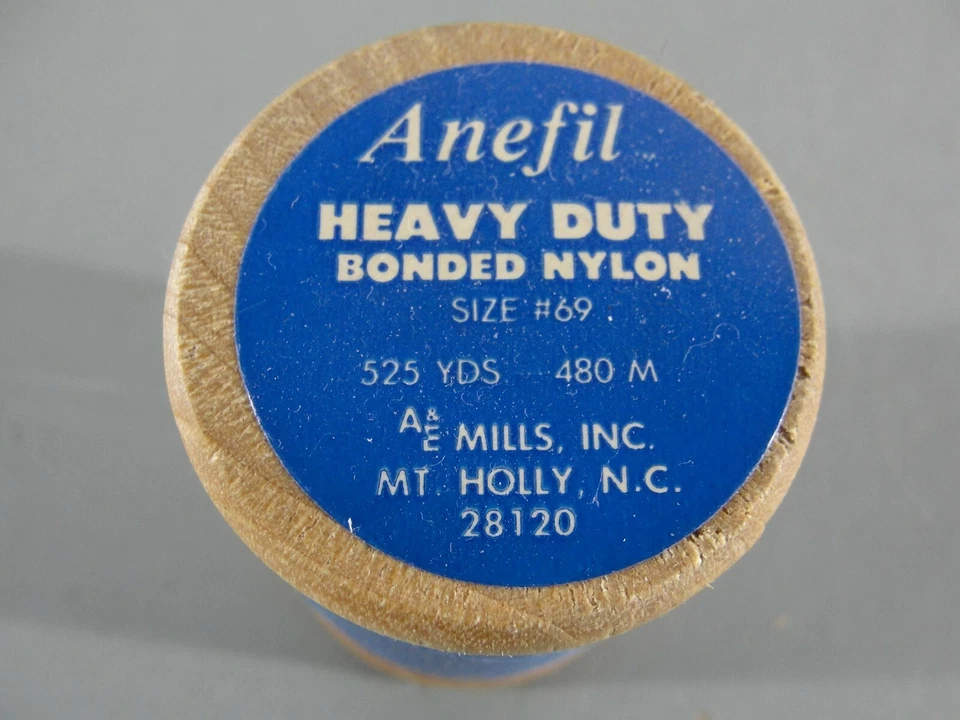 Anefil
HEAVY DUTY
BONDED NYLON
SIZE #69
525 YDS. 480 M
A&E MILLS, INC.
MT. HOLLY, N.C.
28120